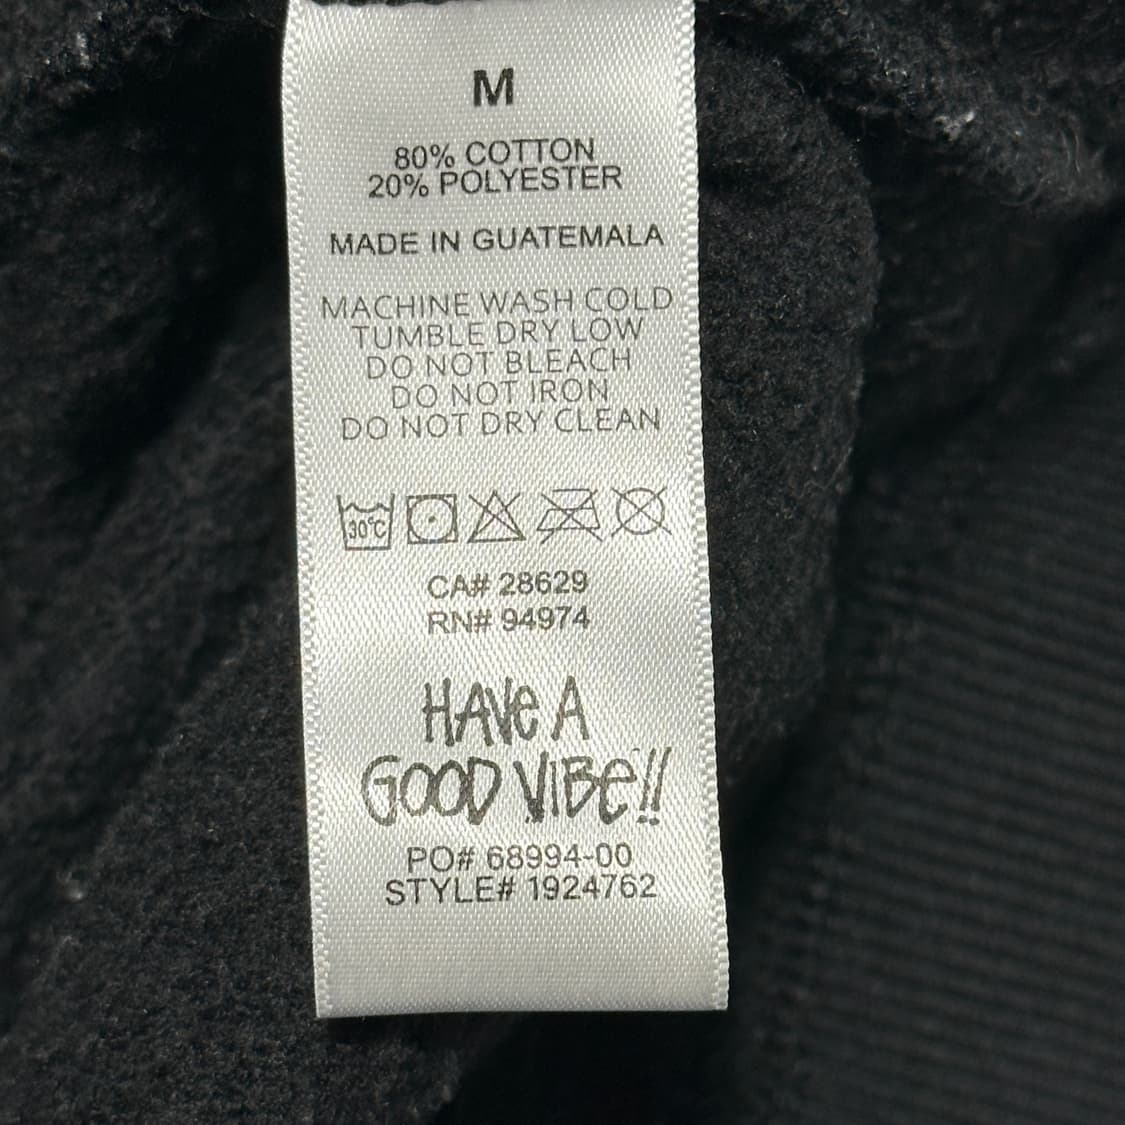 M
80% COTTON
20% POLYESTER
MADE IN GUATEMALA
MACHINE WASH COLD
TUMBLE DRY LOW
DO NOT BLEACH
DO NOT IRON
DO NOT DRY CLEAN
30°C
CA# 28629
RN# 94974
HAVe A
GOOD VIBe!!
PO# 68994-00
STYLE# 1924762